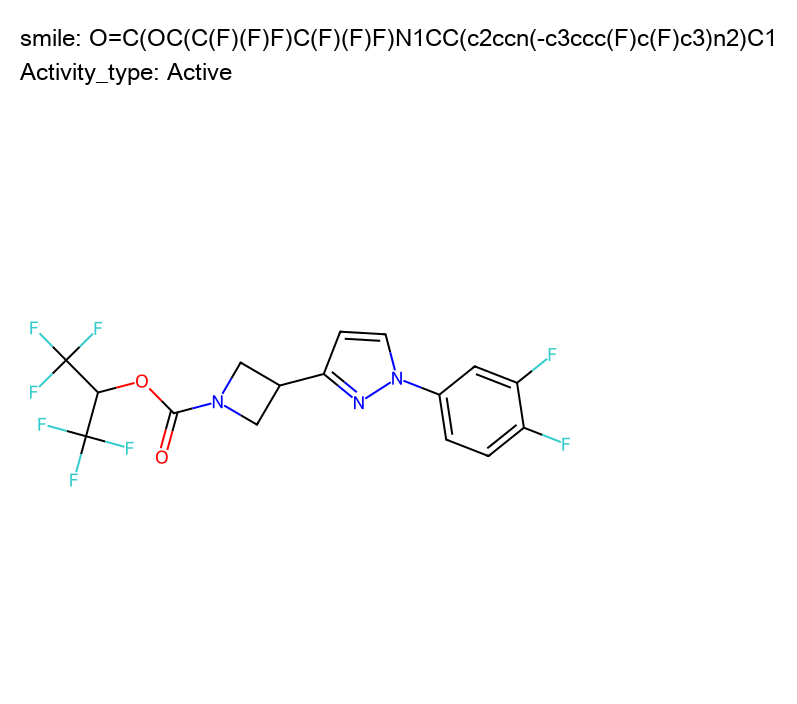 smile: O=C(OC(C(F)(F)F)C(F)(F)F)N1CC(c2ccn(-c3ccc(F)c(F)c3)n2)C1
Activity_type: Active
F F
F
O
F
F
F
O
N
N
N
F
F